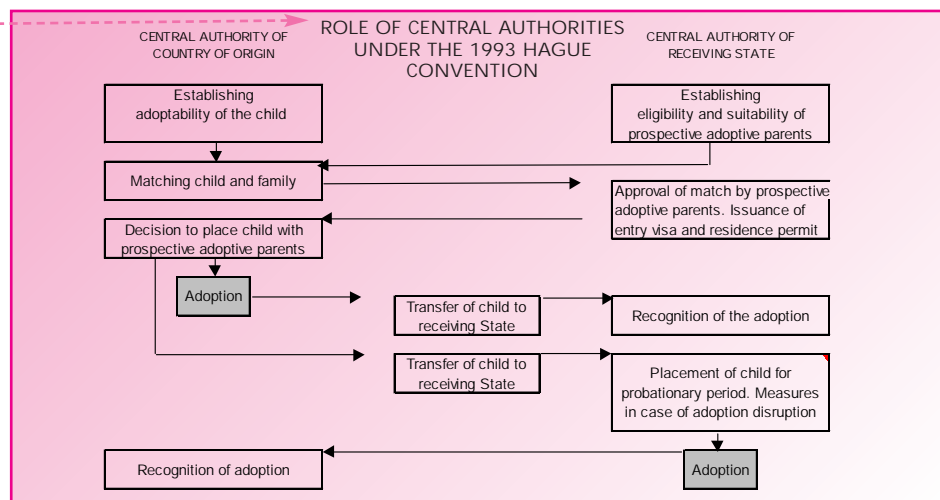 ROLE OF CENTRAL AUTHORITIES
UNDER THE 1993 HAGUE
CONVENTION
CENTRAL AUTHORITY OF
COUNTRY OF ORIGIN
CENTRAL AUTHORITY OF
RECEIVING STATE
Establishing
adoptability of the child
Establishing
eligibility and suitability of
prospective adoptive parents
Matching child and family
Approval of match by prospective
adoptive parents. Issuance of
entry visa and residence permit
Decision to place child with
prospective adoptive parents
Adoption
Transfer of child to
receiving State
Recognition of the adoption
Transfer of child to
receiving State
Placement of child for
probationary period. Measures
in case of adoption disruption
Recognition of adoption
Adoption